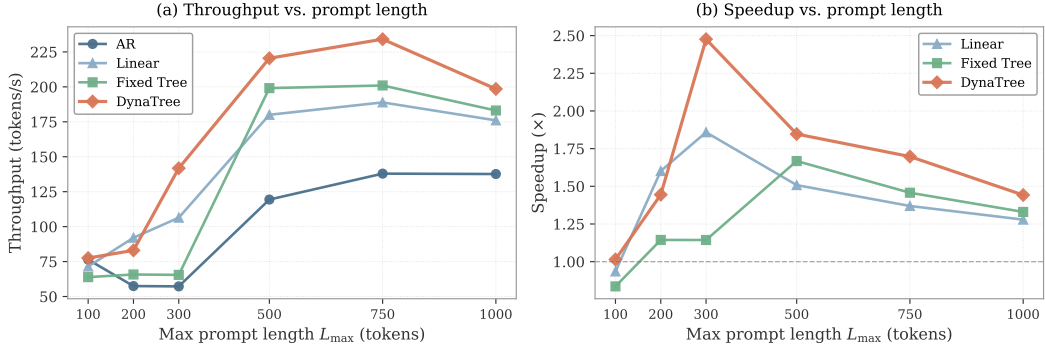 (a) Throughput vs. prompt length
Throughput (tokens/s)
225
200
175
150
125
100
75
50
AR
Linear
Fixed Tree
DynaTree
100
200
300
500
750
1000
Max prompt length Lmax (tokens)
(b) Speedup vs. prompt length
Speedup (×)
2.50
2.25
2.00
1.75
1.50
1.25
1.00
Linear
Fixed Tree
DynaTree
100
200
300
500
750
1000
Max prompt length Lmax (tokens)